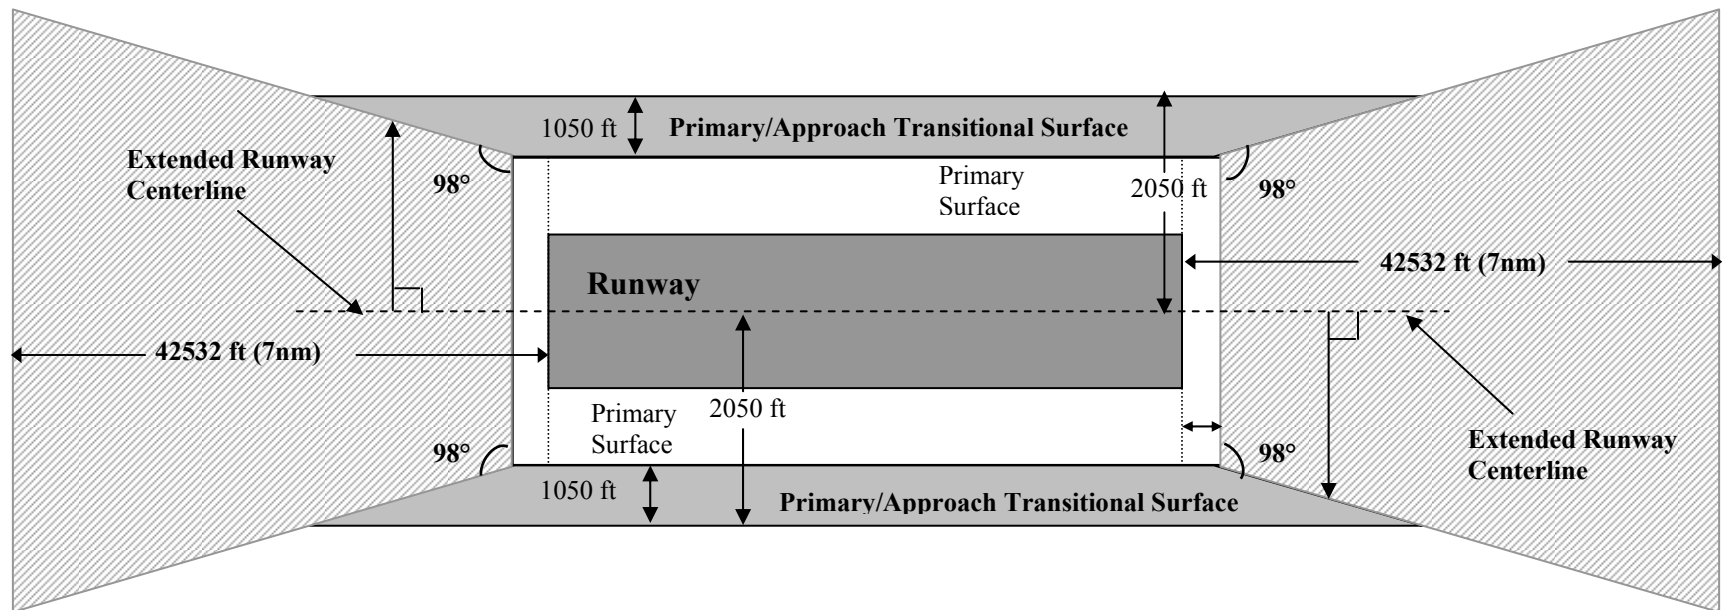 1050 ft
Primary/Approach Transitional Surface
Extended Runway
Centerline
98°
Primary
Surface
2050 ft
98°
Runway
42532 ft (7nm)
42532 ft (7nm)
Primary
Surface
2050 ft
98°
98°
Extended Runway
Centerline
1050 ft
Primary/Approach Transitional Surface